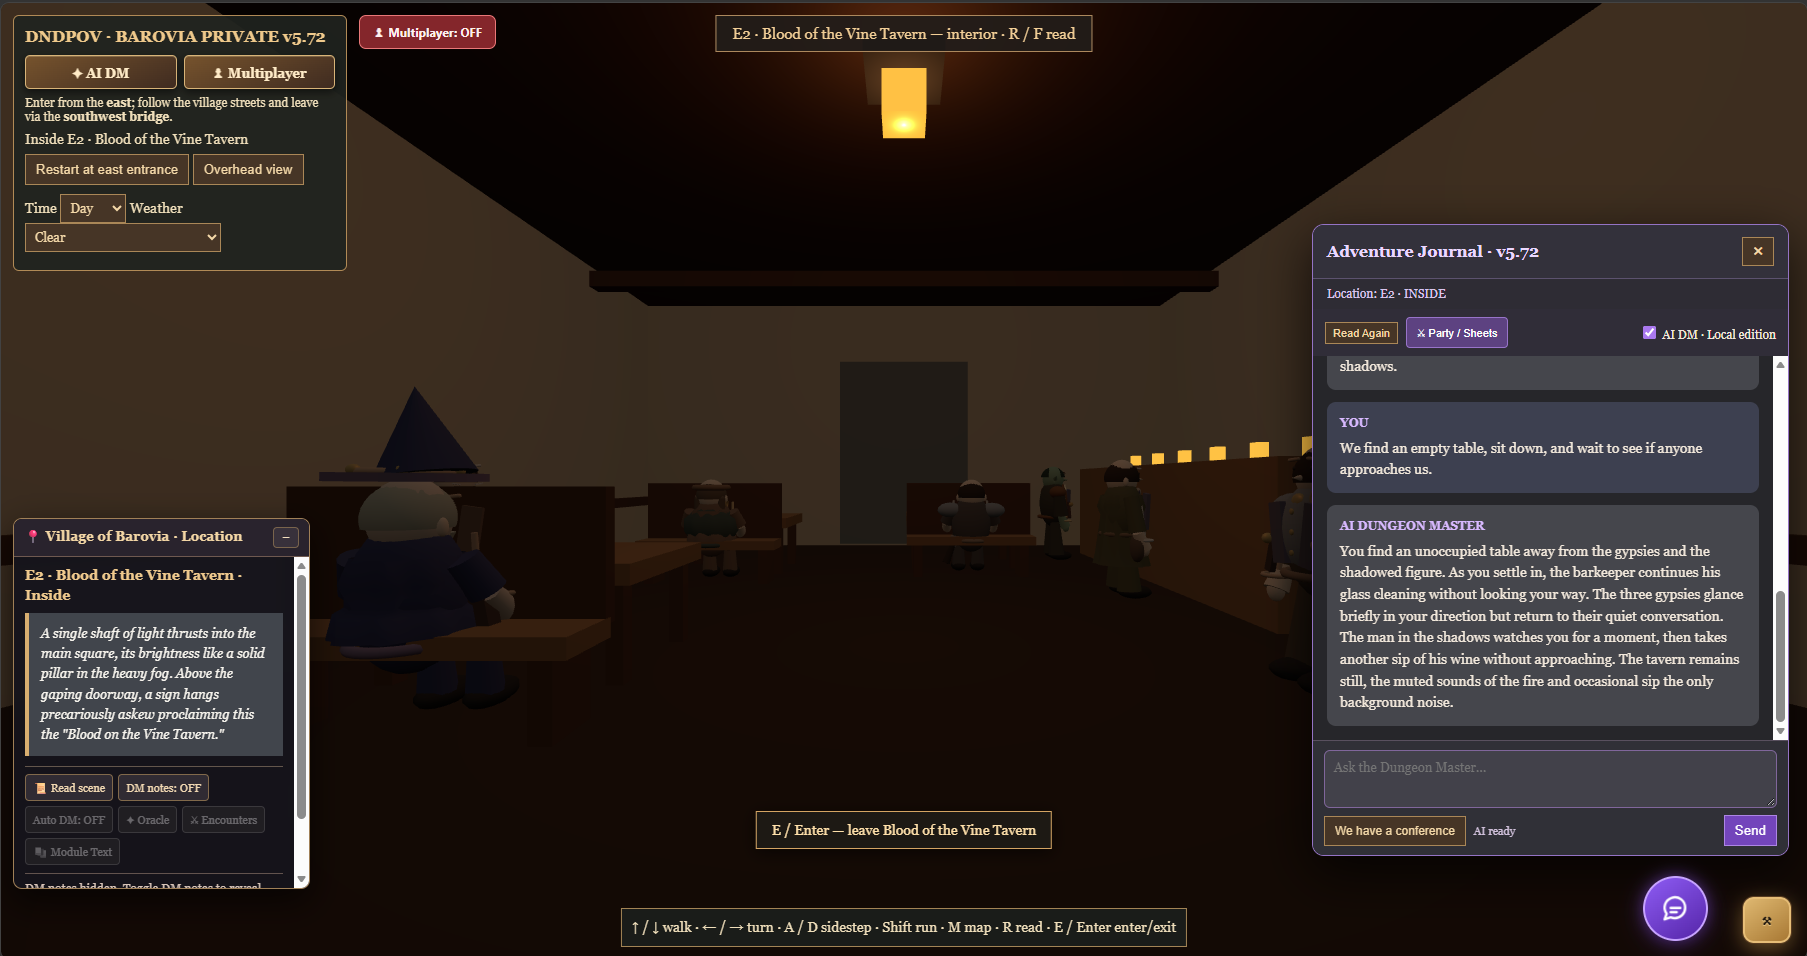 DNDPOV - BAROVIA PRIVATE v5.72
✦ AI DM
Multiplayer
Enter from the east; follow the village streets and leave
via the southwest bridge.
Inside E2 · Blood of the Vine Tavern
Restart at east entrance
Overhead view
Time Day Weather
Clear
Multiplayer: OFF
E2 · Blood of the Vine Tavern — interior · R / F read
Village of Barovia · Location
–
E2 · Blood of the Vine Tavern ·
Inside
A single shaft of light thrusts into the
main square, its brightness like a solid
pillar in the heavy fog. Above the
gaping doorway, a sign hangs
precariously askew proclaiming this
the "Blood on the Vine Tavern."
Read scene
DM notes: OFF
Auto DM: OFF
✦ Oracle
⚔ Encounters
Module Text
DM notes hidden. Toggle DM notes to reveal
E / Enter — leave Blood of the Vine Tavern
↑ / ↓ walk · ← / → turn · A / D sidestep · Shift run · M map · R read · E / Enter enter/exit
Adventure Journal · v5.72
×
Location: E2 · INSIDE
Read Again
⚔ Party / Sheets
AI DM · Local edition
shadows.
YOU
We find an empty table, sit down, and wait to see if anyone
approaches us.
AI DUNGEON MASTER
You find an unoccupied table away from the gypsies and the
shadowed figure. As you settle in, the barkeeper continues his
glass cleaning without looking your way. The three gypsies glance
briefly in your direction but return to their quiet conversation.
The man in the shadows watches you for a moment, then takes
another sip of his wine without approaching. The tavern remains
still, the muted sounds of the fire and occasional sip the only
background noise.
Ask the Dungeon Master...
We have a conference
AI ready
Send